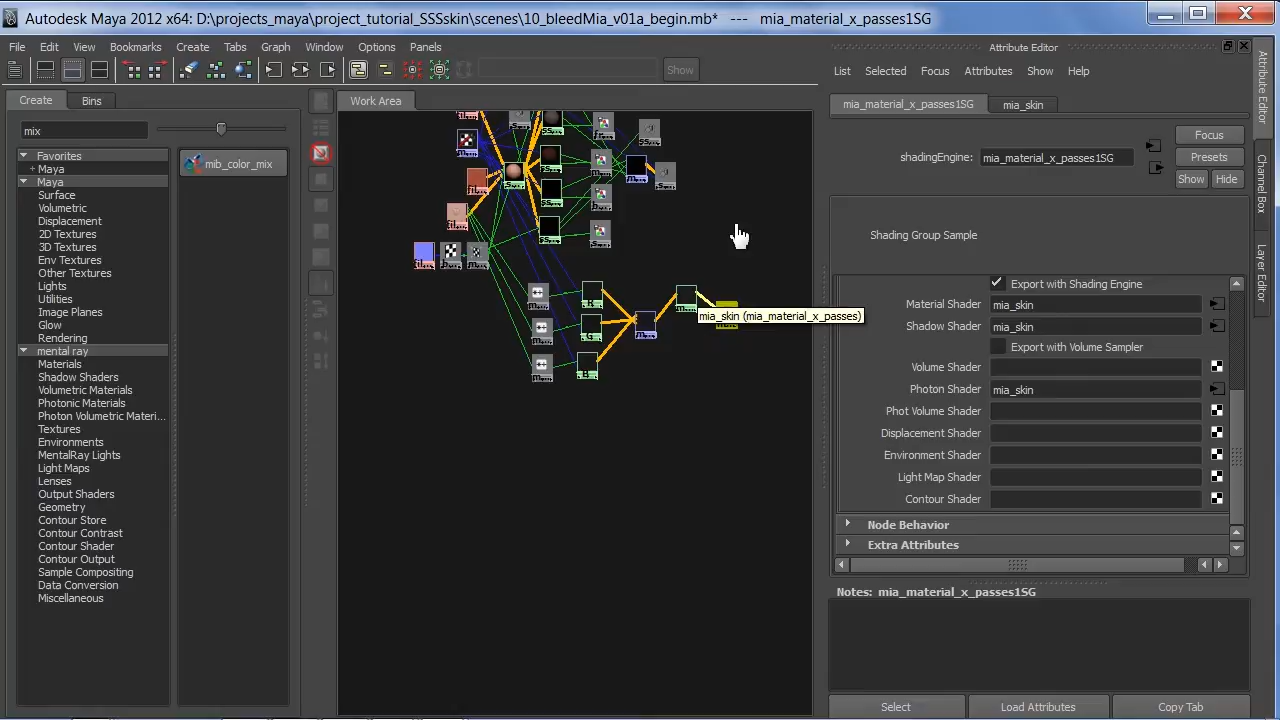 Autodesk Maya 2012 x64: D:\projects_maya\project_tutorial_SSSskin\scenes\10_bleedMia_v01a_begin.mb* --- mia_material_x_passes1SG
File Edit View Bookmarks Create Tabs Graph Window Options Panels
Show
Create Bins
mix
Favorites
+ Maya
Maya
Surface
Volumetric
Displacement
2D Textures
3D Textures
Env Textures
Other Textures
Lights
Utilities
Image Planes
Glow
Rendering
mental ray
Materials
Shadow Shaders
Volumetric Materials
Photonic Materials
Photon Volumetric Materi...
Textures
Environments
MentalRay Lights
Light Maps
Lenses
Output Shaders
Geometry
Contour Store
Contour Contrast
Contour Shader
Contour Output
Sample Compositing
Data Conversion
Miscellaneous
mib_color_mix
Work Area
mia_skin (mia_material_x_passes)
Attribute Editor
List Selected Focus Attributes Show Help
mia_material_x_passes1SG mia_skin
Focus
shadingEngine: mia_material_x_passes1SG
Presets
Show Hide
Shading Group Sample
Export with Shading Engine
Material Shader mia_skin
Shadow Shader mia_skin
Export with Volume Sampler
Volume Shader
Photon Shader mia_skin
Phot Volume Shader
Displacement Shader
Environment Shader
Light Map Shader
Contour Shader
Node Behavior
Extra Attributes
Notes: mia_material_x_passes1SG
Select Load Attributes Copy Tab
Attribute Editor
Channel Box
Layer Editor